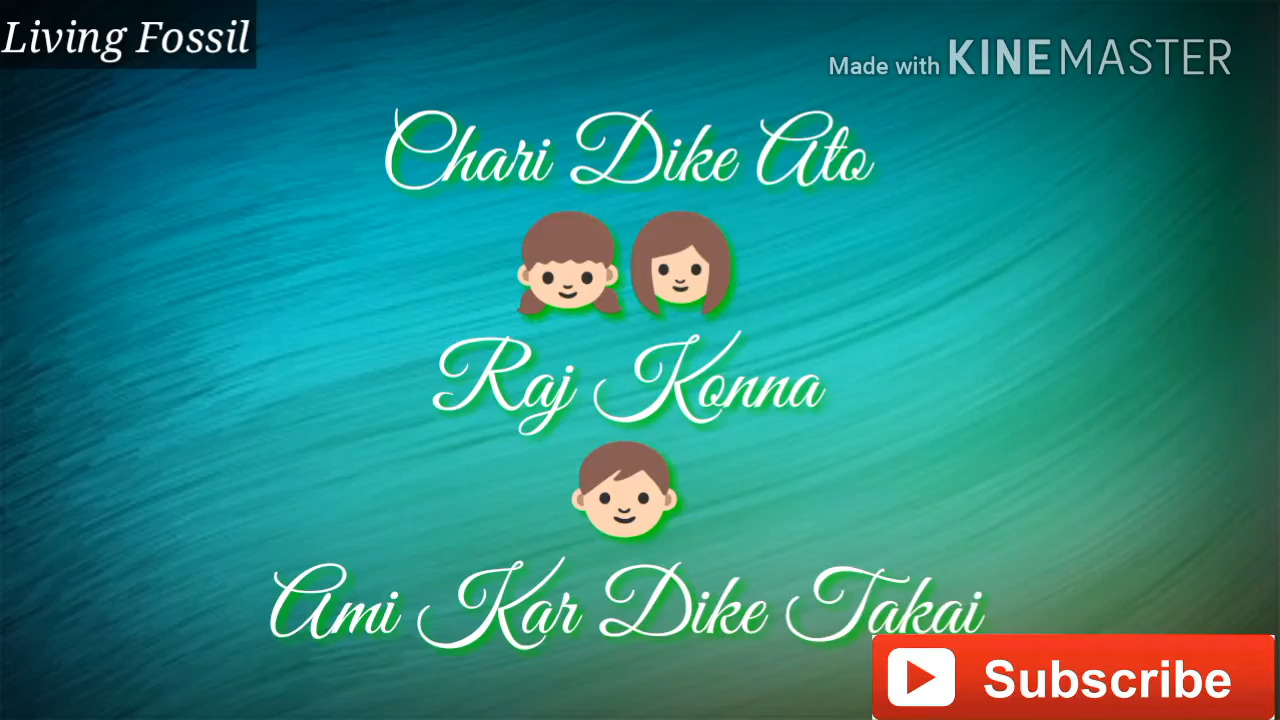 Living Fossil
Made with KINEMASTER
Chari Dike Ato
Raj Konna
Ami Kar Dike Takai
Subscribe